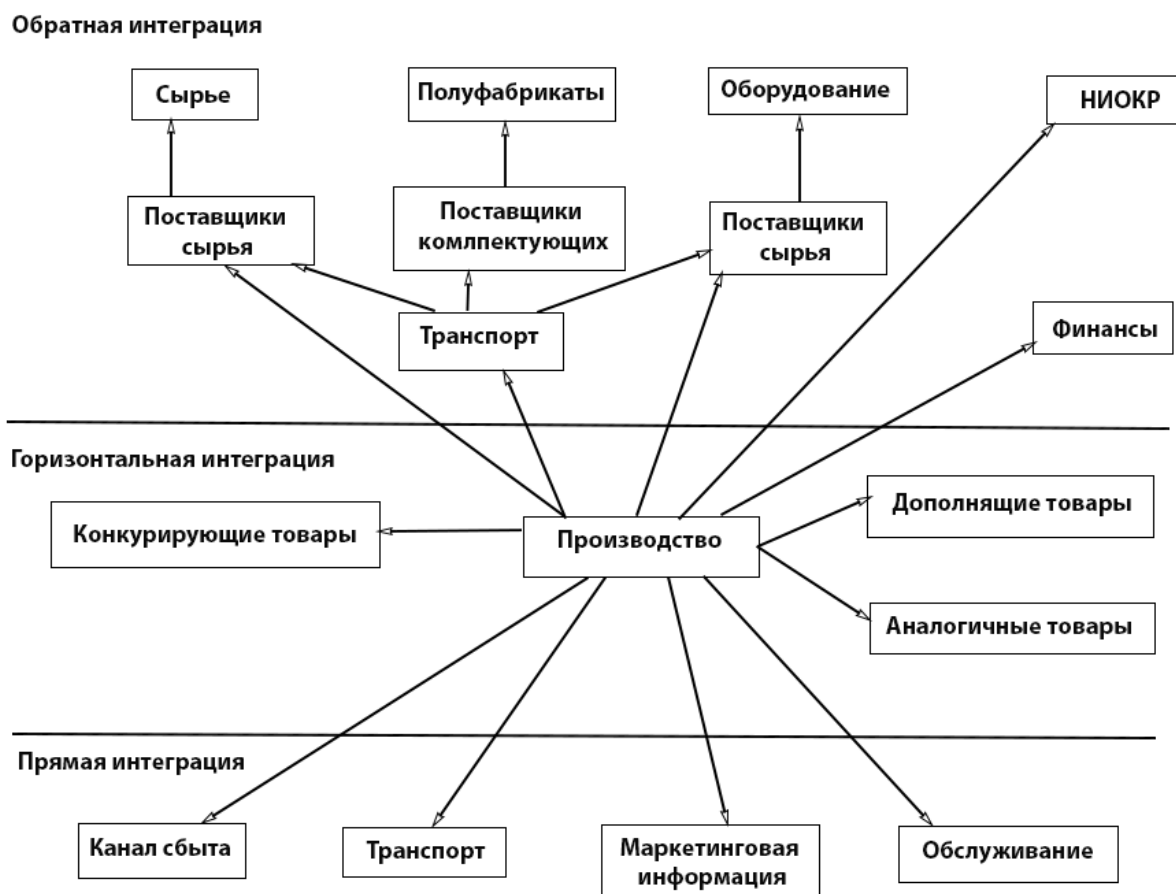 Обратная интеграция
Сырье
Полуфабрикаты
Оборудование
НИОКР
Поставщики
сырья
Поставщики
комлпектующих
Поставщики
сырья
Транспорт
Финансы
Горизонтальная интеграция
Конкурирующие товары
Производство
Дополнящие товары
Аналогичные товары
Прямая интеграция
Канал сбыта
Транспорт
Маркетинговая
информация
Обслуживание